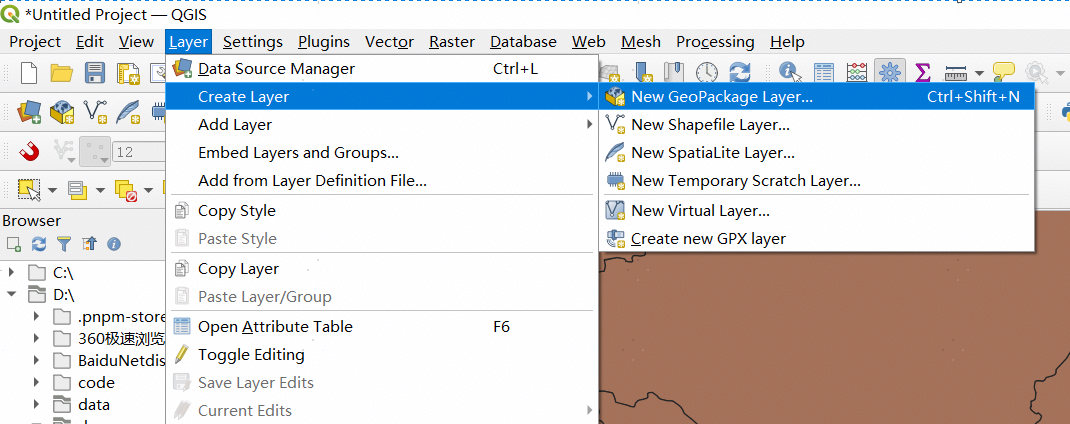 *Untitled Project — QGIS
Project Edit View Layer Settings Plugins Vector Raster Database Web Mesh Processing Help
Data Source Manager Ctrl+L
Create Layer
Add Layer
Embed Layers and Groups...
Add from Layer Definition File...
Copy Style
Paste Style
Copy Layer
Paste Layer/Group
Open Attribute Table F6
Toggle Editing
Save Layer Edits
Current Edits
New GeoPackage Layer... Ctrl+Shift+N
New Shapefile Layer...
New SpatiaLite Layer...
New Temporary Scratch Layer...
New Virtual Layer...
Create new GPX layer
12
Browser
C:\
D:\
.pnpm-store
360极速浏览
BaiduNetdis
code
data